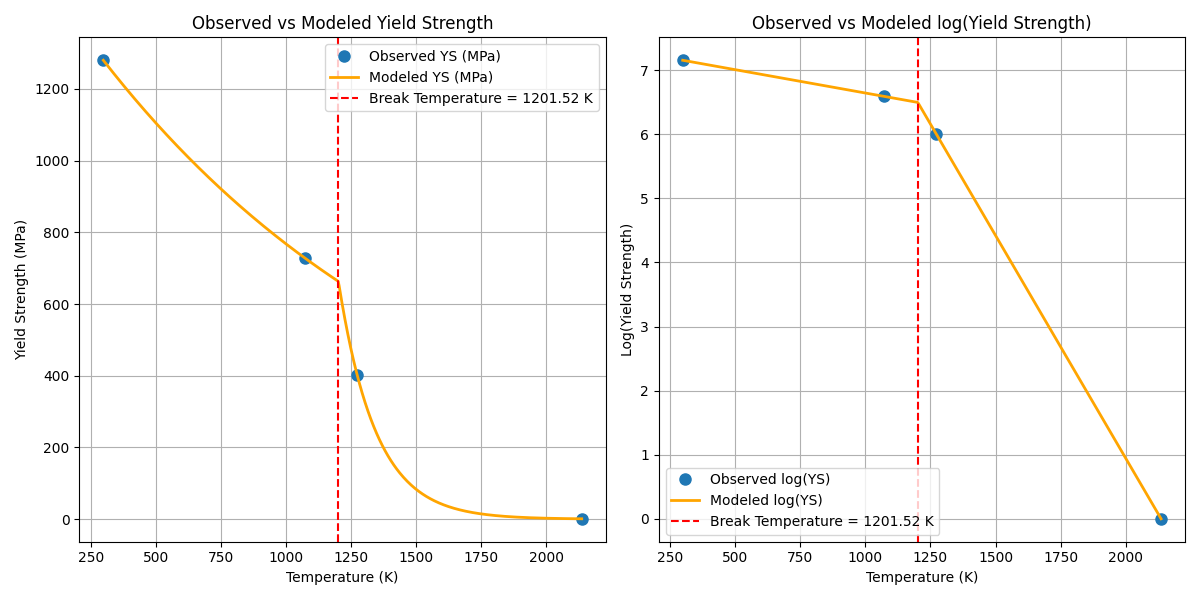 Observed vs Modeled Yield Strength
Observed YS (MPa)
Modeled YS (MPa)
Break Temperature = 1201.52 K
Yield Strength (MPa)
1200
1000
800
600
400
200
0
250 500 750 1000 1250 1500 1750 2000
Temperature (K)
Observed vs Modeled log(Yield Strength)
Log(Yield Strength)
7
6
5
4
3
2
1
0
Observed log(YS)
Modeled log(YS)
Break Temperature = 1201.52 K
250 500 750 1000 1250 1500 1750 2000
Temperature (K)